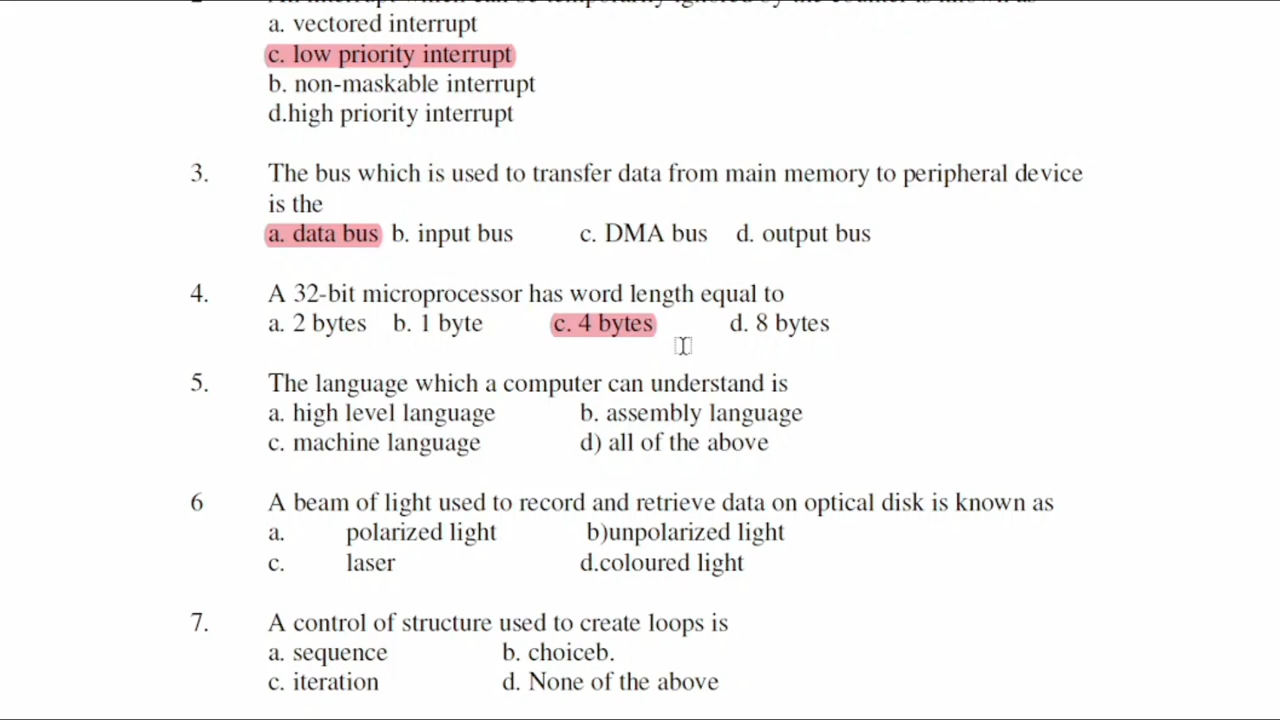 a. vectored interrupt
c. low priority interrupt
b. non-maskable interrupt
d.high priority interrupt
3. The bus which is used to transfer data from main memory to peripheral device
is the
a. data bus b. input bus c. DMA bus d. output bus
4. A 32-bit microprocessor has word length equal to
a. 2 bytes b. 1 byte c. 4 bytes d. 8 bytes
5. The language which a computer can understand is
a. high level language b. assembly language
c. machine language d) all of the above
6 A beam of light used to record and retrieve data on optical disk is known as
a. polarized light b)unpolarized light
c. laser d.coloured light
7. A control of structure used to create loops is
a. sequence b. choiceb.
c. iteration d. None of the above